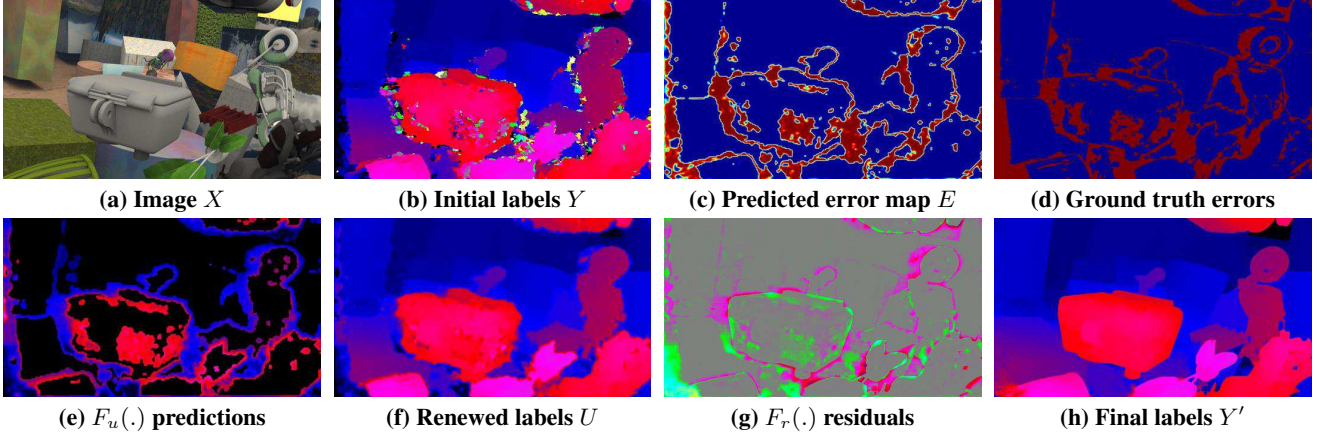 (a) Image X
(b) Initial labels Y
(c) Predicted error map E
(d) Ground truth errors
(e) F_u(.) predictions
(f) Renewed labels U
(g) F_r(.) residuals
(h) Final labels Y′